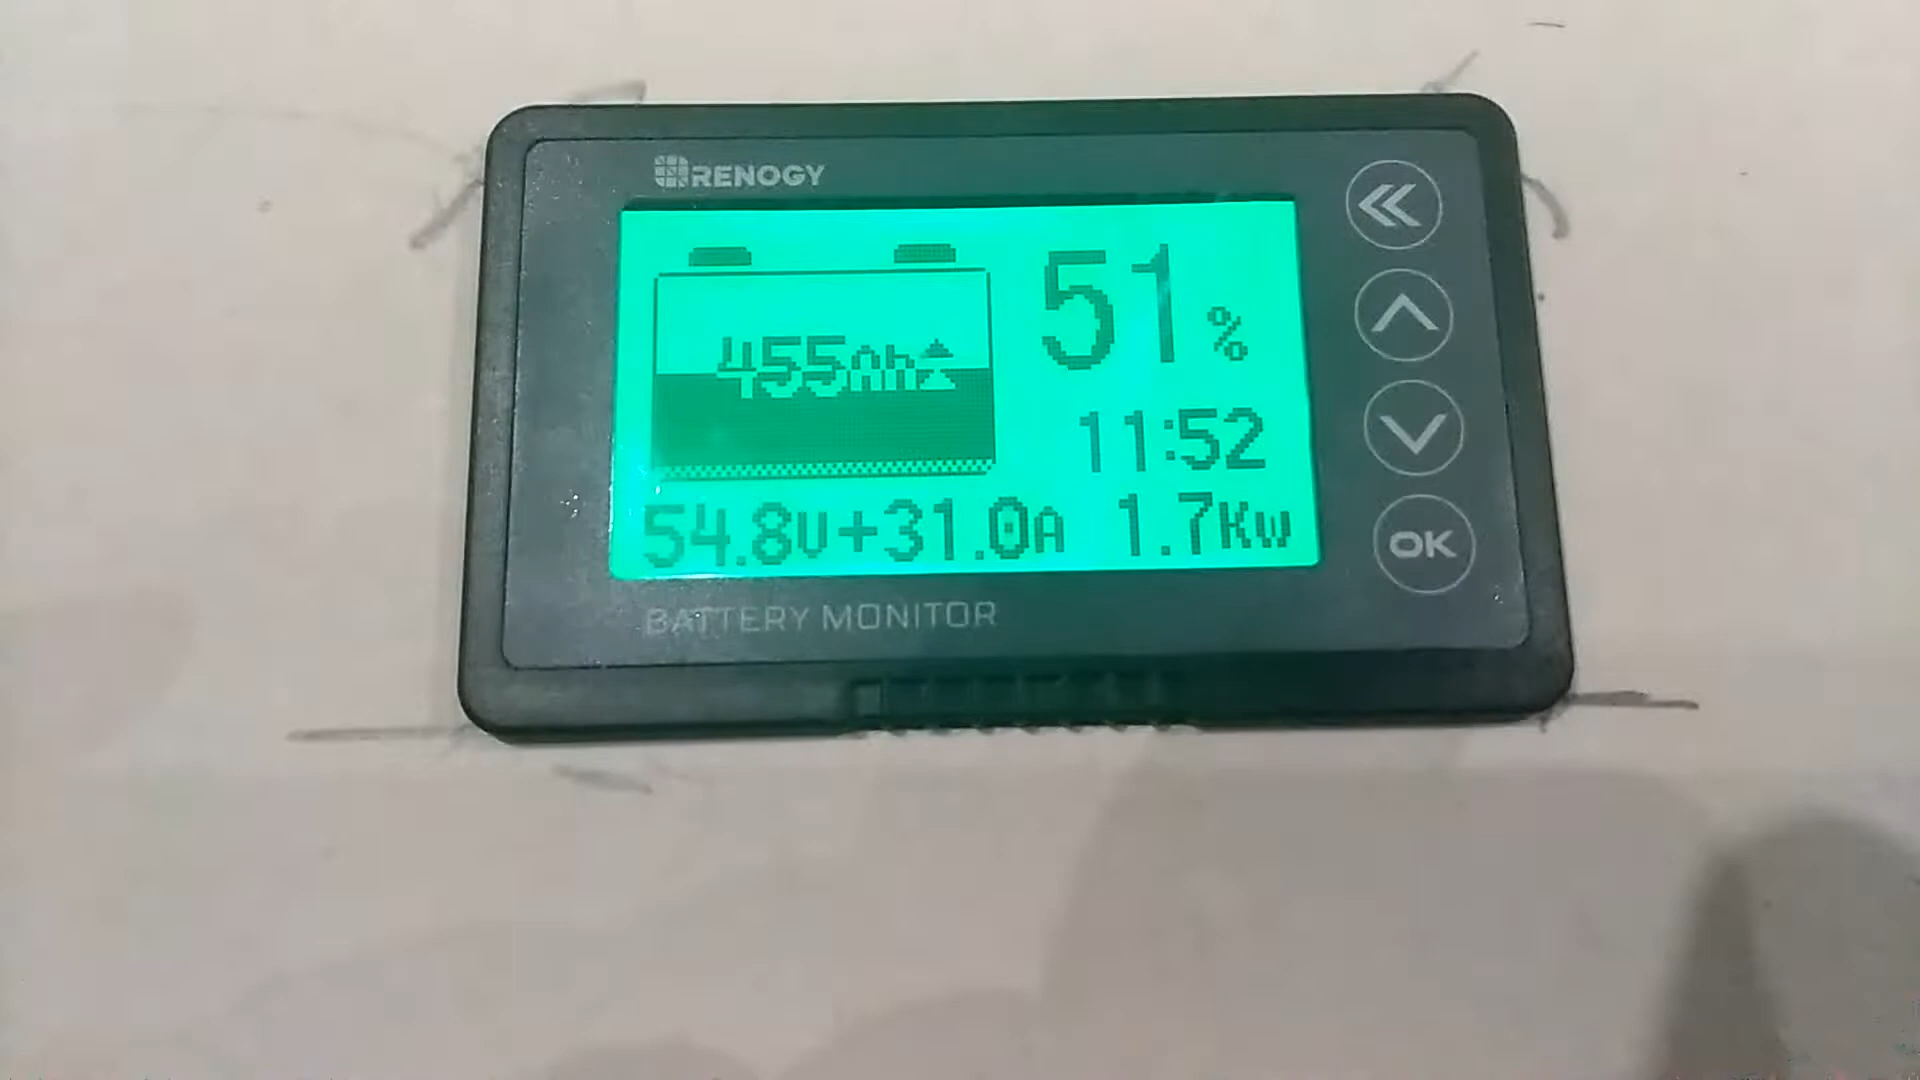 RENOGY
455Ah
51%
11:52
54.8V+31.0A 1.7Kw
OK
BATTERY MONITOR